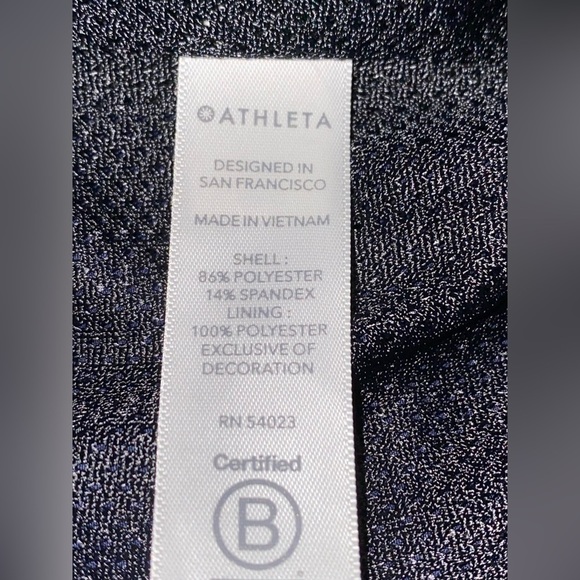 ATHLETA
DESIGNED IN
SAN FRANCISCO
MADE IN VIETNAM
SHELL :
86% POLYESTER
14% SPANDEX
LINING :
100% POLYESTER
EXCLUSIVE OF
DECORATION
RN 54023
Certified
B